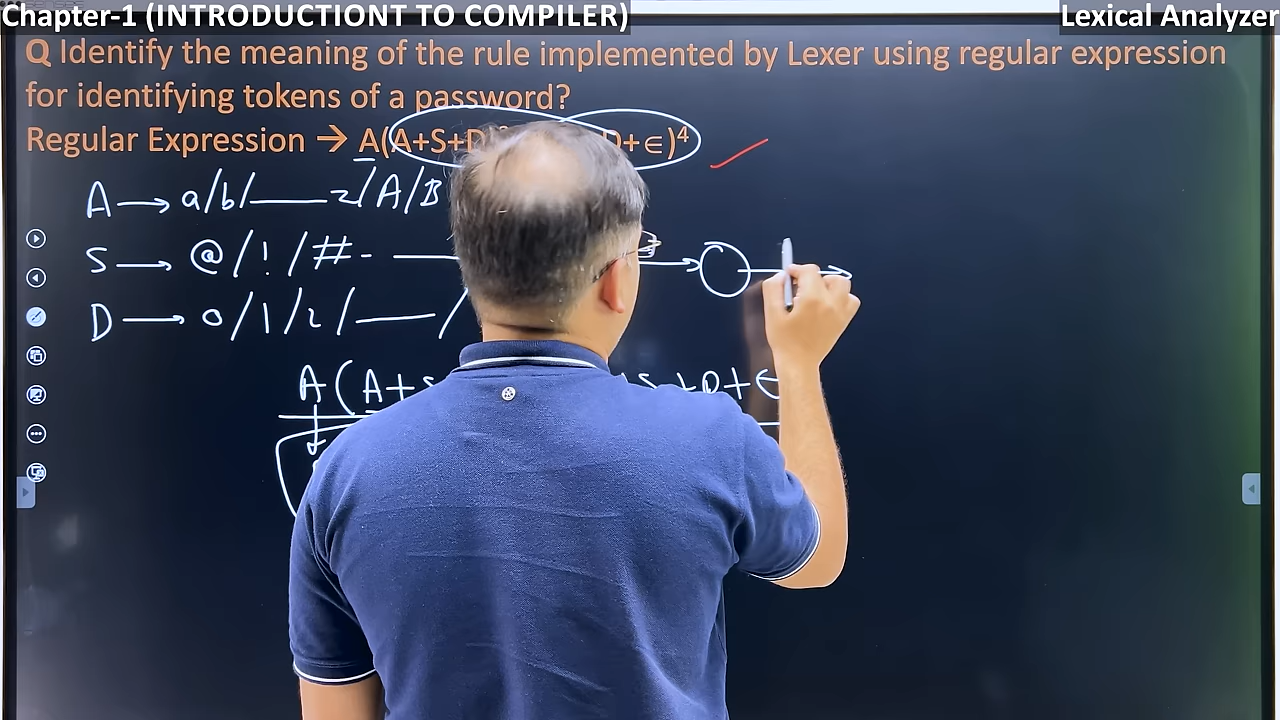 Chapter-1 (INTRODUCTIONT TO COMPILER)
Lexical Analyzer
Q Identify the meaning of the rule implemented by Lexer using regular expression
for identifying tokens of a password?
Regular Expression → A(A+S+D) D+∈)⁴
A → a/b/ z/A/B
S → @/!/#-
D → 0/1/2/ /
A(A+S +D+∈